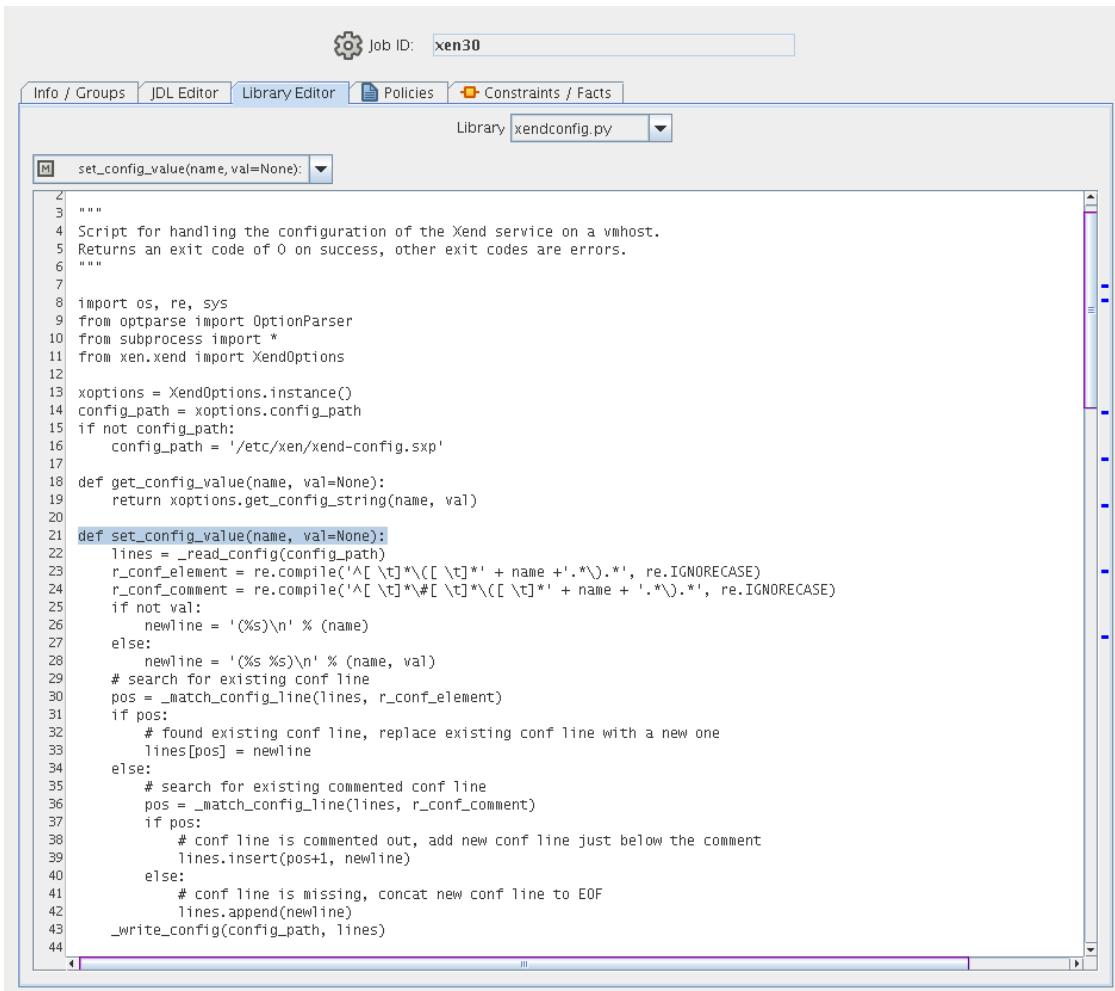 Job ID: xen30
Info / Groups JDL Editor Library Editor Policies Constraints / Facts
Library xendconfig.py
M set_config_value(name, val=None):
2
3 """
4 Script for handling the configuration of the Xend service on a vmhost.
5 Returns an exit code of 0 on success, other exit codes are errors.
6 """
7
8 import os, re, sys
9 from optparse import OptionParser
10 from subprocess import *
11 from xen.xend import XendOptions
12
13 xoptions = XendOptions.instance()
14 config_path = xoptions.config_path
15 if not config_path:
16     config_path = '/etc/xen/xend-config.sxp'
17
18 def get_config_value(name, val=None):
19     return xoptions.get_config_string(name, val)
20
21 def set_config_value(name, val=None):
22     lines = _read_config(config_path)
23     r_conf_element = re.compile('^[ \t]*\([ \t]*' + name +'.*\).*', re.IGNORECASE)
24     r_conf_comment = re.compile('^[ \t]*\#[ \t]*\([ \t]*' + name + '.*\).*', re.IGNORECASE)
25     if not val:
26         newline = '(%s)\n' % (name)
27     else:
28         newline = '(%s %s)\n' % (name, val)
29     # search for existing conf line
30     pos = _match_config_line(lines, r_conf_element)
31     if pos:
32         # found existing conf line, replace existing conf line with a new one
33         lines[pos] = newline
34     else:
35         # search for existing commented conf line
36         pos = _match_config_line(lines, r_conf_comment)
37         if pos:
38             # conf line is commented out, add new conf line just below the comment
39             lines.insert(pos+1, newline)
40         else:
41             # conf line is missing, concat new conf line to EOF
42             lines.append(newline)
43     _write_config(config_path, lines)
44